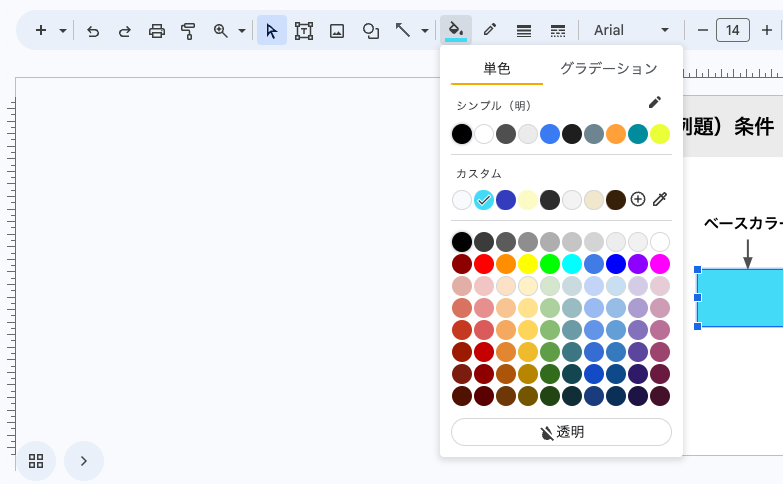 Arial
14
単色
グラデーション
シンプル（明）
カスタム
透明
例題）条件
ベースカラー